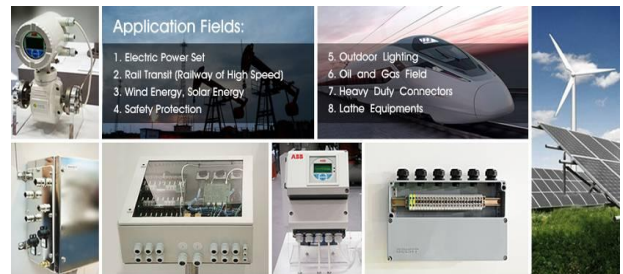 Application Fields:
1. Electric Power Set
2. Rail Transit (Railway of High Speed)
3. Wind Energy, Solar Energy
4. Safety Protection
5. Outdoor Lighting
6. Oil and Gas Field
7. Heavy Duty Connectors
8. Lathe Equipments
ABB